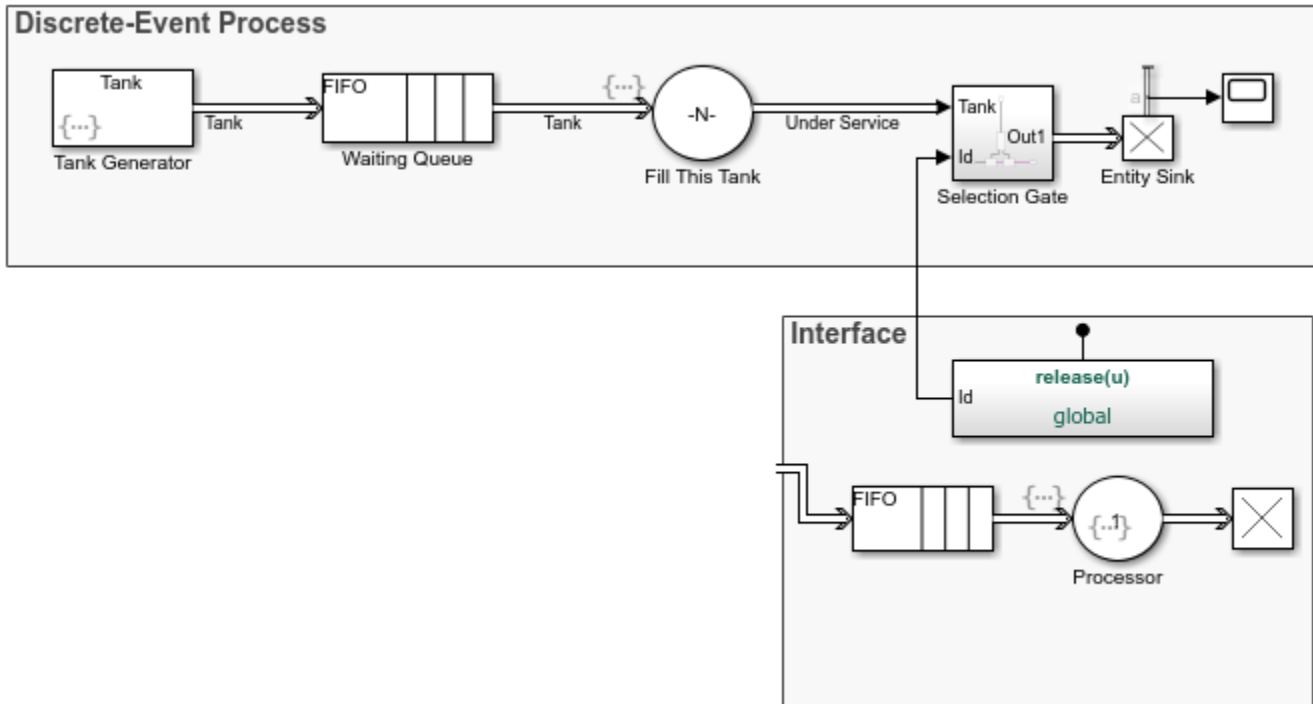 Discrete-Event Process
Tank
{...}
Tank Generator
Tank
FIFO
Waiting Queue
Tank
{...}
-N-
Fill This Tank
Under Service
Tank
Id
Out1
Selection Gate
a
Entity Sink
Interface
release(u)
Id
global
FIFO
{...}
{..1}
Processor